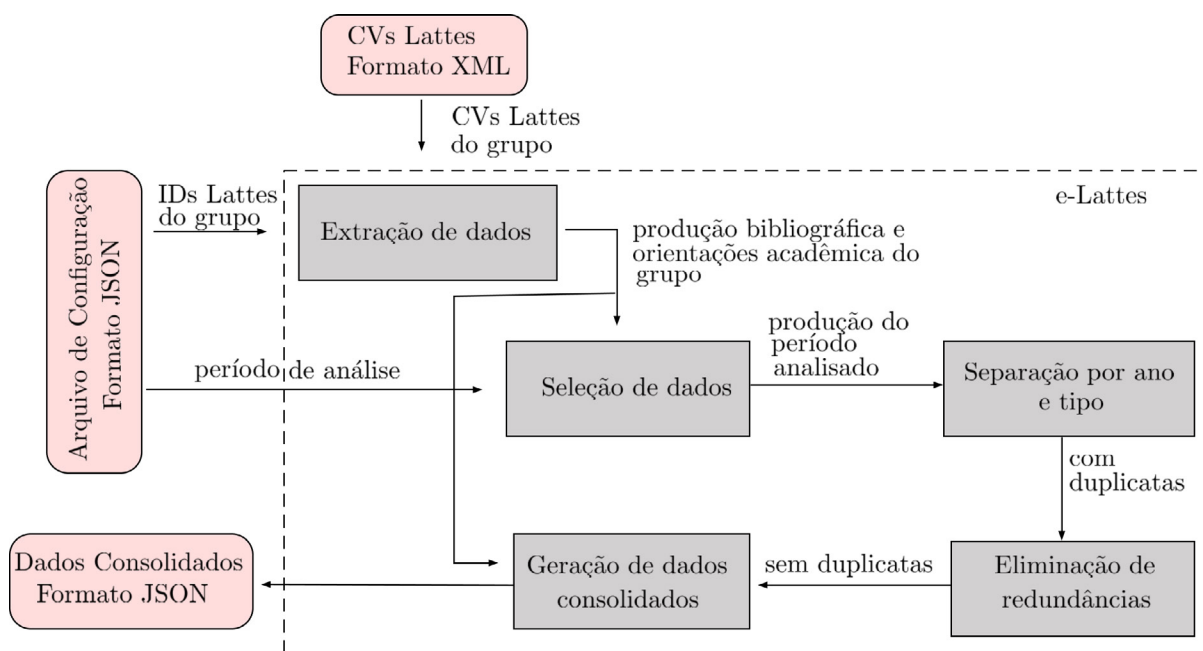 CVs Lattes
Formato XML
CVs Lattes
do grupo
Arquivo de Configuração
Formato JSON
IDs Lattes
do grupo
e-Lattes
Extração de dados
produção bibliográfica e
orientações acadêmica do
grupo
período de análise
Seleção de dados
produção do
período
analisado
Separação por ano
e tipo
com
duplicatas
Dados Consolidados
Formato JSON
Geração de dados
consolidados
sem duplicatas
Eliminação de
redundâncias